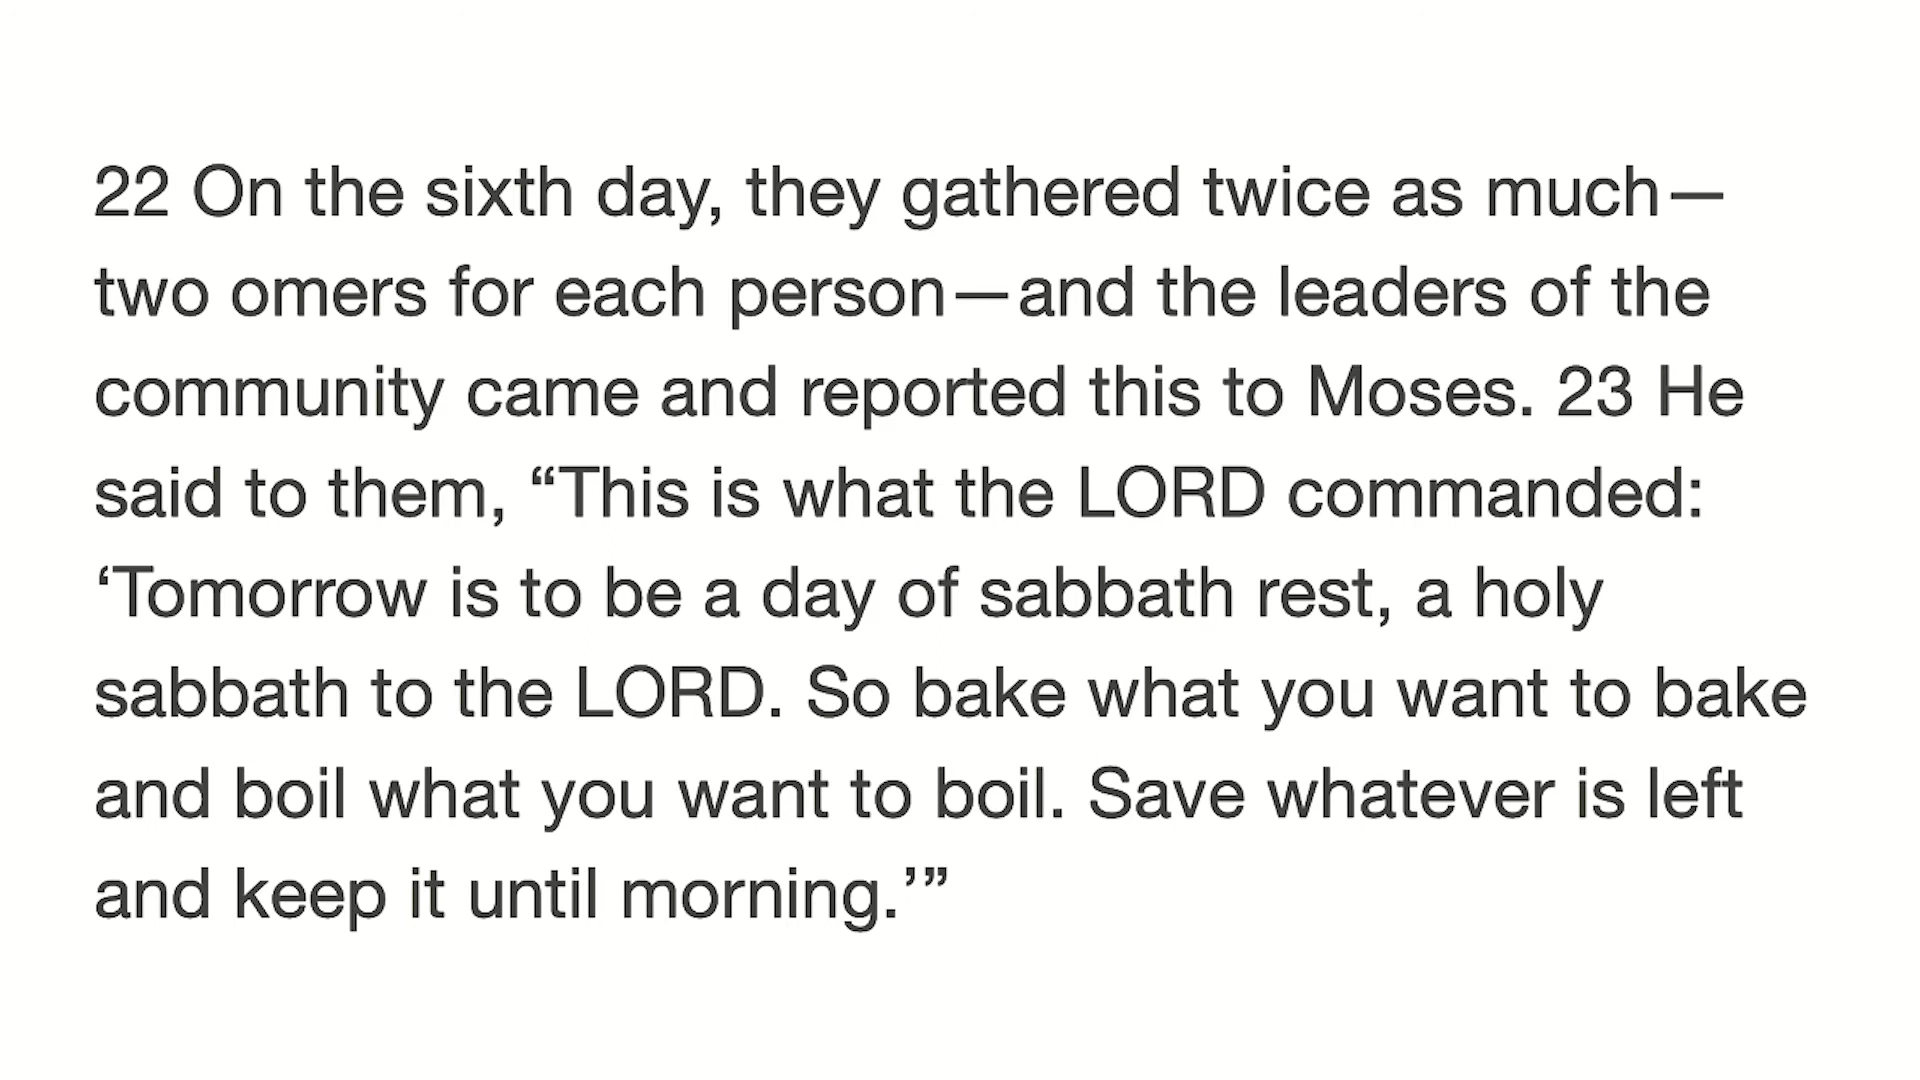 22 On the sixth day, they gathered twice as much—
two omers for each person—and the leaders of the
community came and reported this to Moses. 23 He
said to them, “This is what the LORD commanded:
‘Tomorrow is to be a day of sabbath rest, a holy
sabbath to the LORD. So bake what you want to bake
and boil what you want to boil. Save whatever is left
and keep it until morning.’”